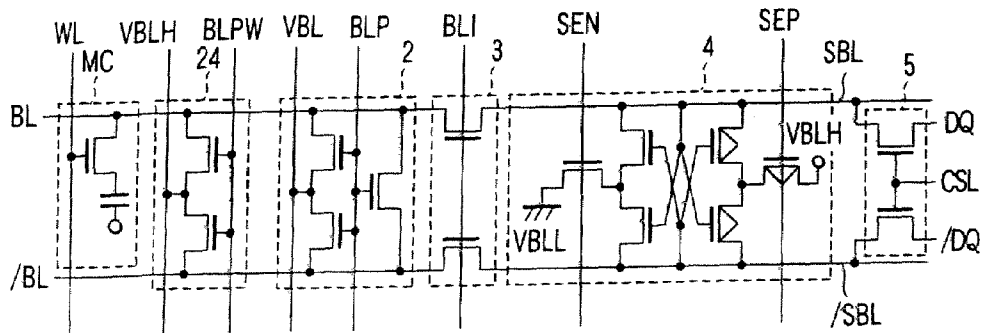 WL VBLH BLPW VBL BLP BLI SEN SEP
MC 24 2 3 4 SBL 5
BL DQ
VBLH
CSL
VBLL
/BL /DQ
/SBL